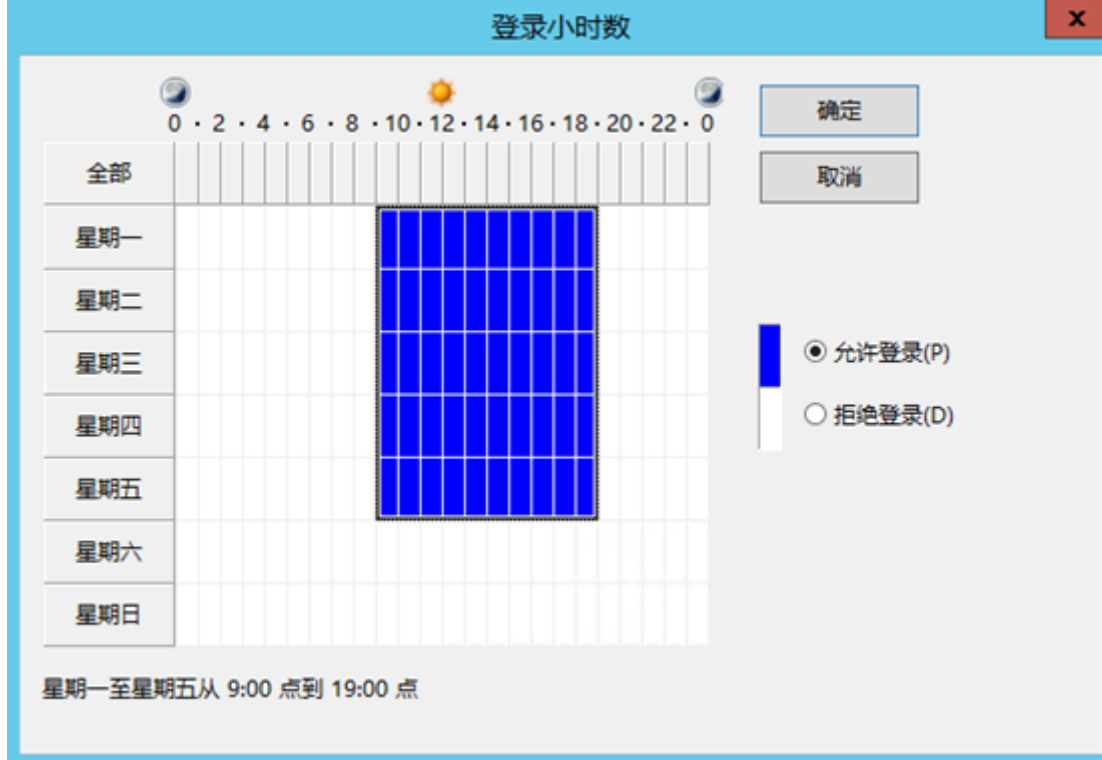 登录小时数
x
0 · 2 · 4 · 6 · 8 · 10 · 12 · 14 · 16 · 18 · 20 · 22 · 0
确定
全部
取消
星期一
星期二
星期三
允许登录(P)
星期四
拒绝登录(D)
星期五
星期六
星期日
星期一至星期五从 9:00 点到 19:00 点